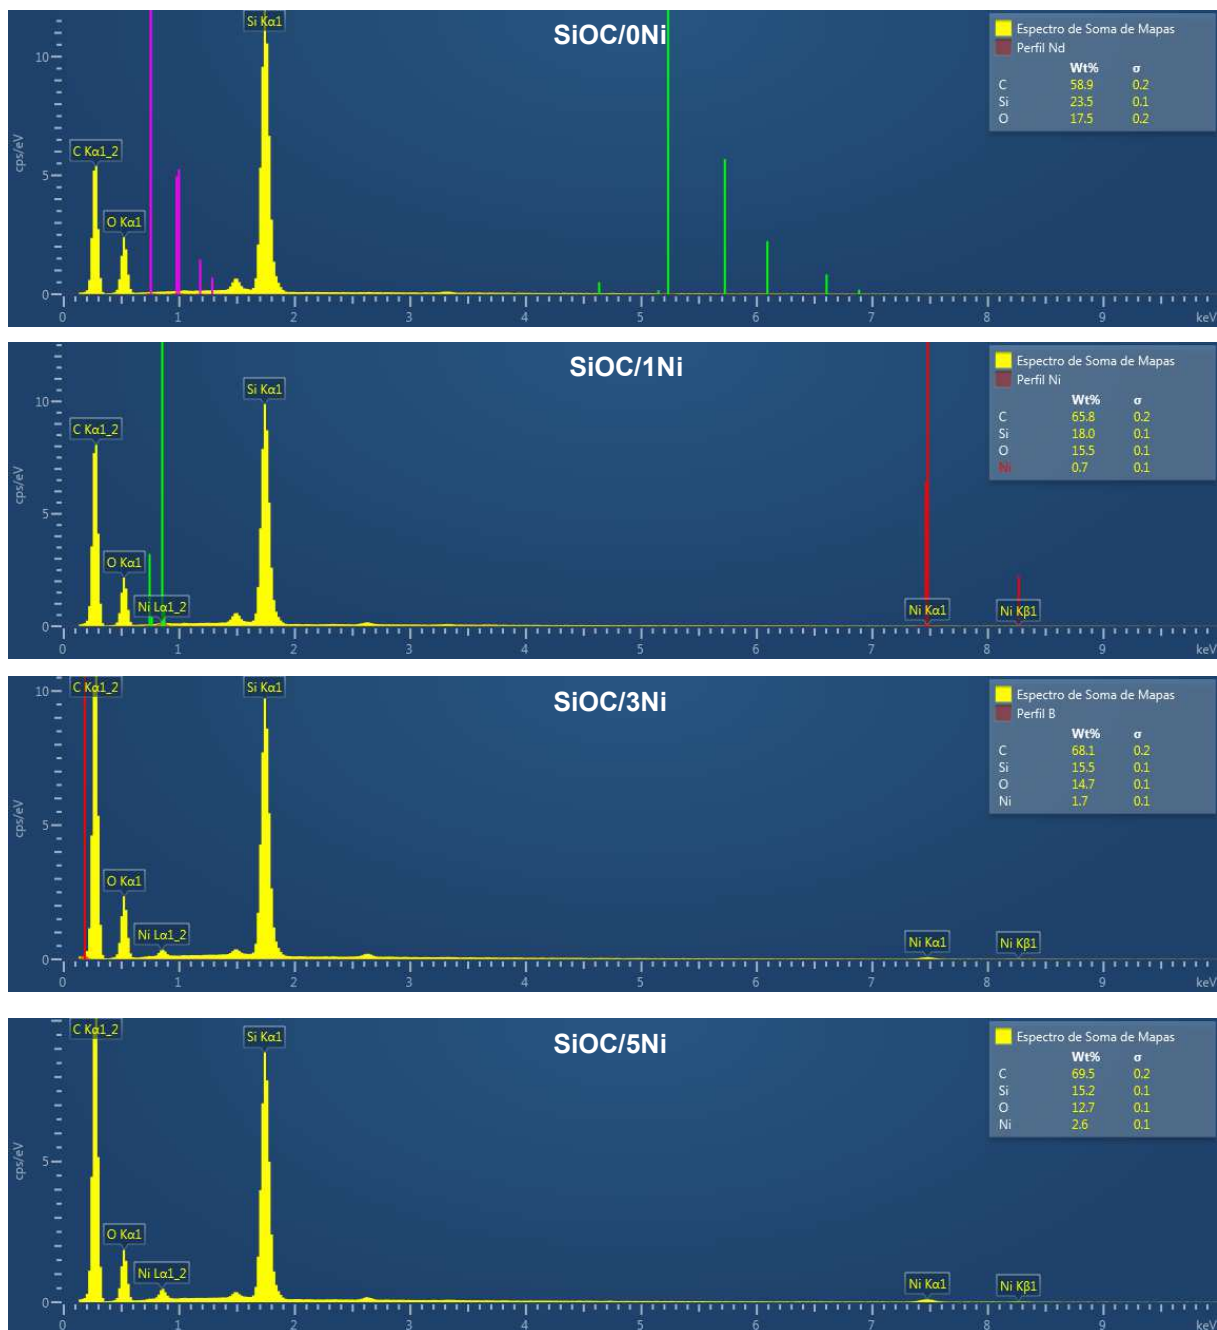 SiOC/0Ni
Espectro de Soma de Mapas
Perfil Nd
Wt% σ
C 58.9 0.2
Si 23.5 0.1
O 17.5 0.2
Si Kα1
C Kα1_2
O Kα1
cps/eV
10
5
0
0 1 2 3 4 5 6 7 8 9 keV
SiOC/1Ni
Espectro de Soma de Mapas
Perfil Ni
Wt% σ
C 65.8 0.2
Si 18.0 0.1
O 15.5 0.1
Ni 0.7 0.1
Si Kα1
C Kα1_2
O Kα1
Ni Lα1_2
Ni Kα1
Ni Kβ1
cps/eV
10
5
0
0 1 2 3 4 5 6 7 8 9 keV
SiOC/3Ni
Espectro de Soma de Mapas
Perfil B
Wt% σ
C 68.1 0.2
Si 15.5 0.1
O 14.7 0.1
Ni 1.7 0.1
C Kα1_2
Si Kα1
O Kα1
Ni Lα1_2
Ni Kα1
Ni Kβ1
cps/eV
10
5
0
0 1 2 3 4 5 6 7 8 9 keV
SiOC/5Ni
Espectro de Soma de Mapas
Wt% σ
C 69.5 0.2
Si 15.2 0.1
O 12.7 0.1
Ni 2.6 0.1
C Kα1_2
Si Kα1
O Kα1
Ni Lα1_2
Ni Kα1
Ni Kβ1
cps/eV
5
0
0 1 2 3 4 5 6 7 8 9 keV